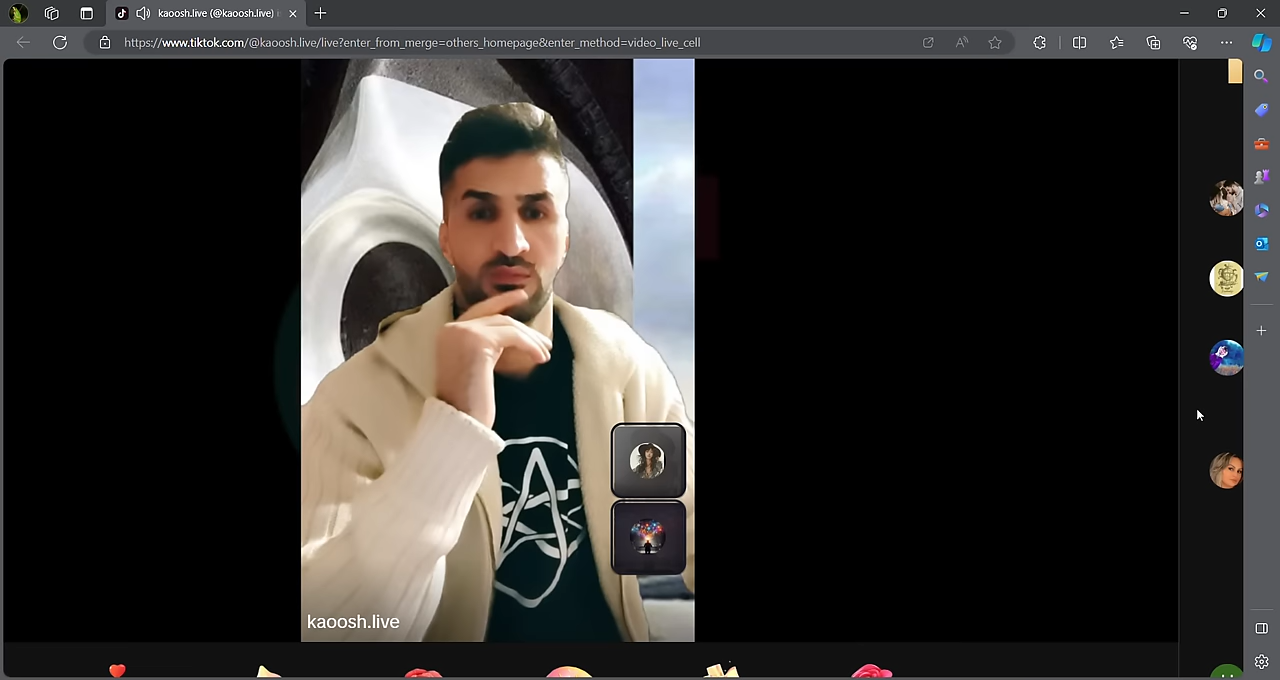 kaoosh.live (@kaoosh.live)
https://www.tiktok.com/@kaoosh.live/live?enter_from_merge=others_homepage&enter_method=video_live_cell
kaoosh.live